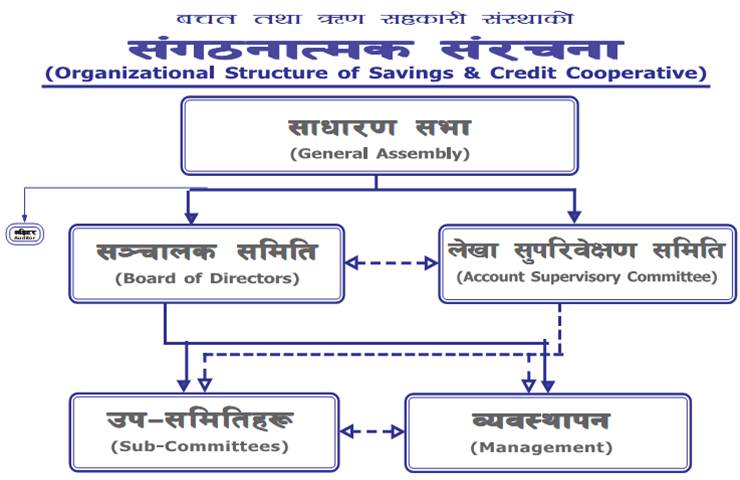 बचत तथा ऋण सहकारी संस्थाको
संगठनात्मक संरचना
(Organizational Structure of Savings & Credit Cooperative)
साधारण सभा
(General Assembly)
Auditor
सञ्चालक समिति
(Board of Directors)
लेखा सुपरिवेक्षण समिति
(Account Supervisory Committee)
उप-समितिहरू
(Sub-Committees)
व्यवस्थापन
(Management)